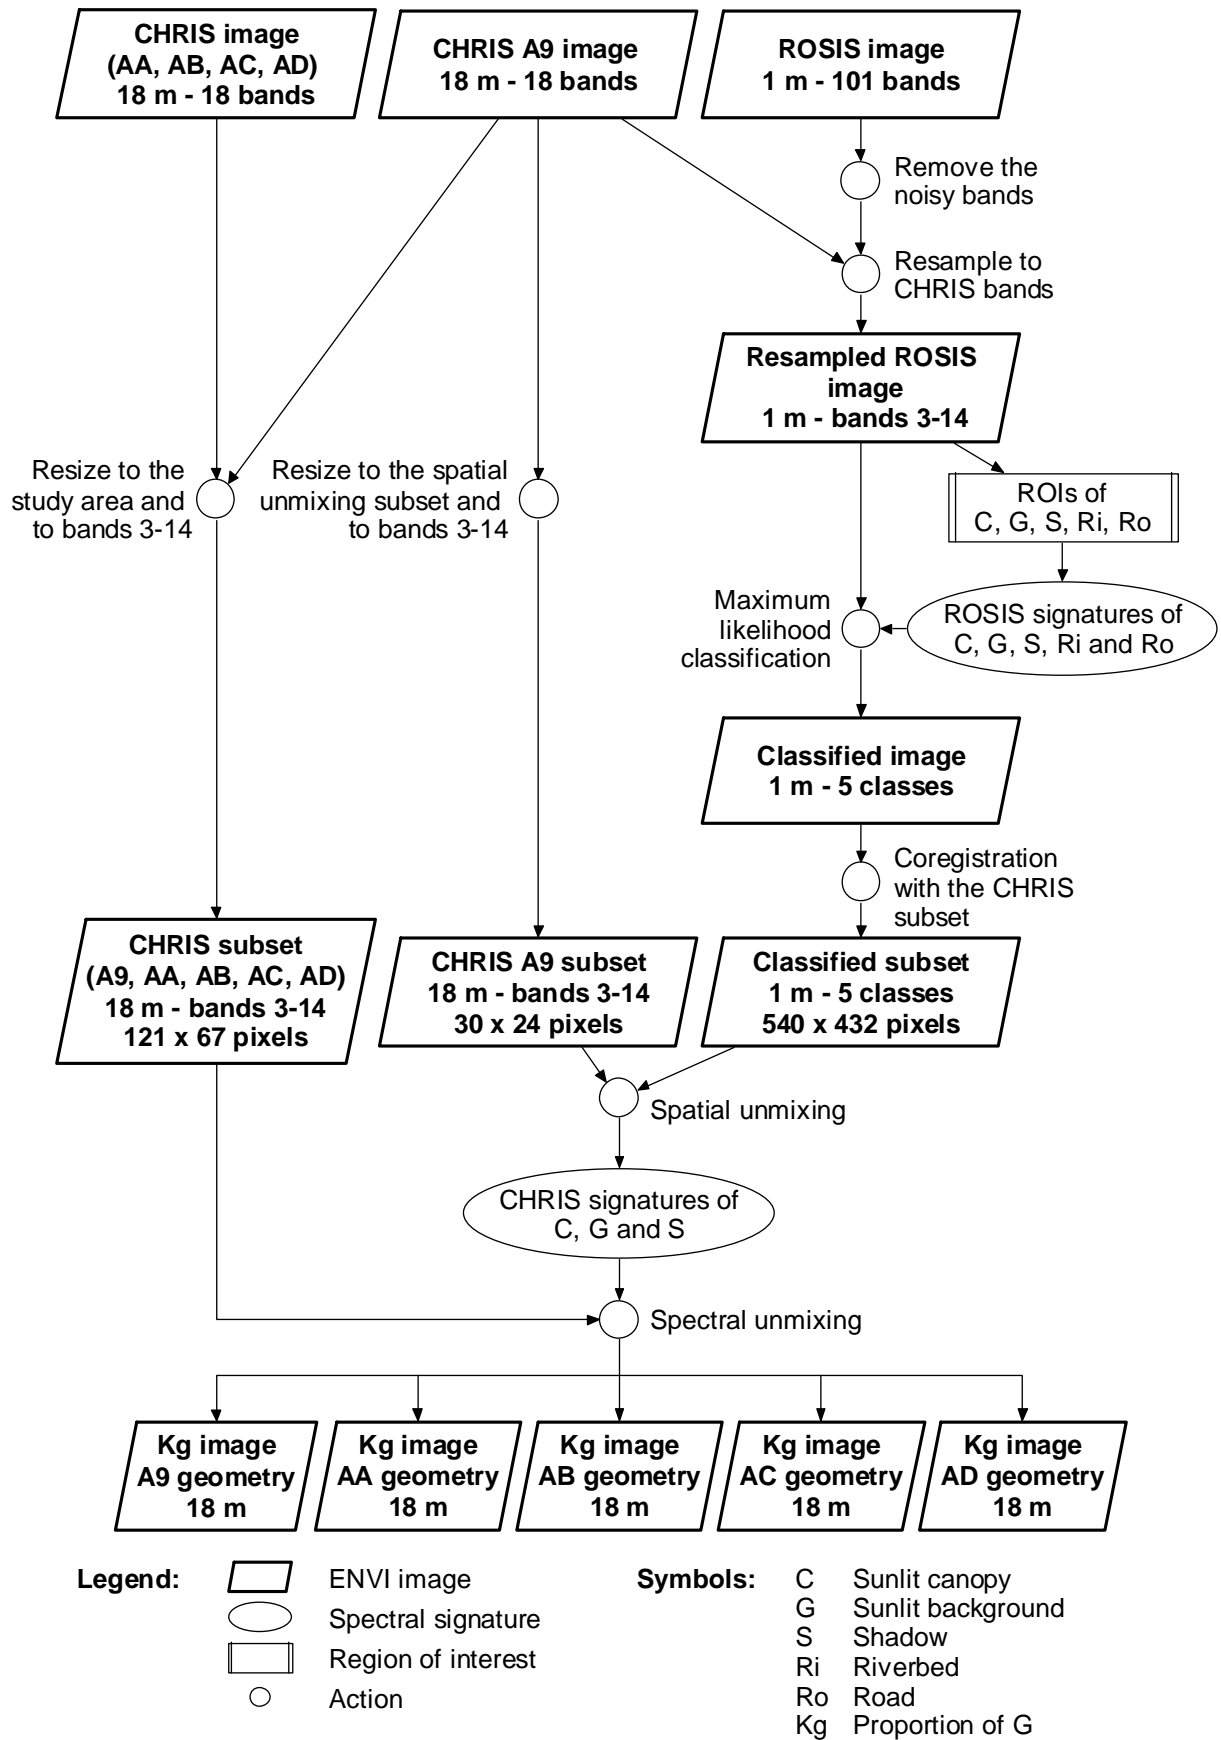 CHRIS image
(AA, AB, AC, AD)
18 m - 18 bands
CHRIS A9 image
18 m - 18 bands
ROSIS image
1 m - 101 bands
Remove the
noisy bands
Resample to
CHRIS bands
Resampled ROSIS
image
1 m - bands 3-14
Resize to the
study area and
to bands 3-14
Resize to the spatial
unmixing subset and
to bands 3-14
ROIs of
C, G, S, Ri, Ro
Maximum
likelihood
classification
ROSIS signatures of
C, G, S, Ri and Ro
Classified image
1 m - 5 classes
Coregistration
with the CHRIS
subset
CHRIS subset
(A9, AA, AB, AC, AD)
18 m - bands 3-14
121 x 67 pixels
CHRIS A9 subset
18 m - bands 3-14
30 x 24 pixels
Classified subset
1 m - 5 classes
540 x 432 pixels
Spatial unmixing
CHRIS signatures of
C, G and S
Spectral unmixing
Kg image
A9 geometry
18 m
Kg image
AA geometry
18 m
Kg image
AB geometry
18 m
Kg image
AC geometry
18 m
Kg image
AD geometry
18 m
Legend:
ENVI image
Spectral signature
Region of interest
Action
Symbols:
C Sunlit canopy
G Sunlit background
S Shadow
Ri Riverbed
Ro Road
Kg Proportion of G